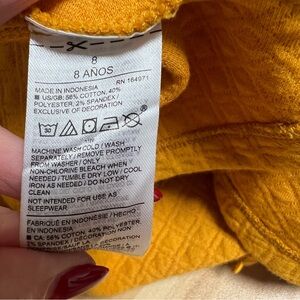 8
8 AÑOS
MADE IN INDONESIA RN 164971
■ US/GB: 58% COTTON, 40%
POLYESTER, 2% SPANDEX /
EXCLUSIVE OF DECORATION
MACHINE WASH COLD / WASH
SEPARATELY / REMOVE PROMPTLY
FROM WASHER / ONLY
NON-CHLORINE BLEACH WHEN
NEEDED / TUMBLE DRY LOW / COOL
IRON AS NEEDED / DO NOT DRY
CLEAN
NOT INTENDED FOR USE AS
SLEEPWEAR
FABRIQUÉ EN INDONÉSIE / HECHO
EN INDONESIA
■ CA: 58% COTON, 40% POLYESTER
2% SPANDEX / DECORATION NON